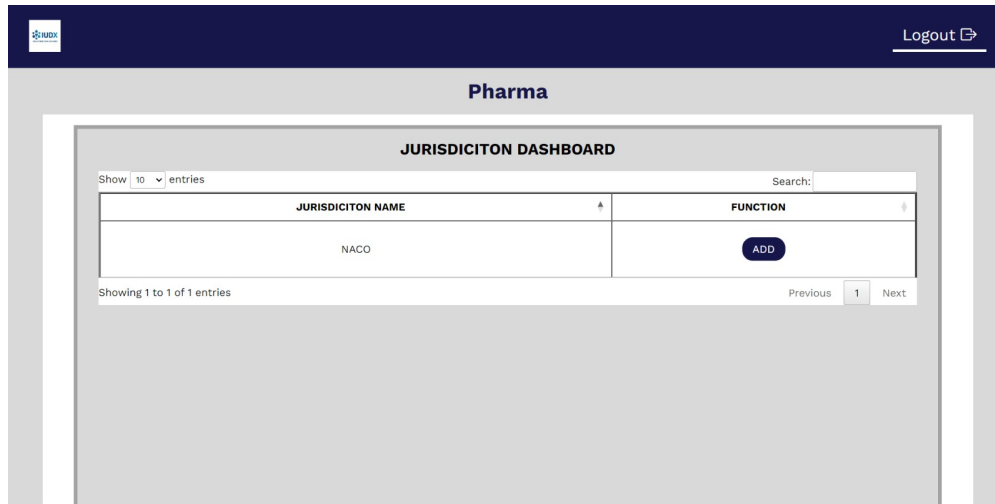 IUDX
Logout
Pharma
JURISDICITON DASHBOARD
Show 10 entries
Search:
JURISDICITON NAME FUNCTION
NACO ADD
Showing 1 to 1 of 1 entries
Previous 1 Next